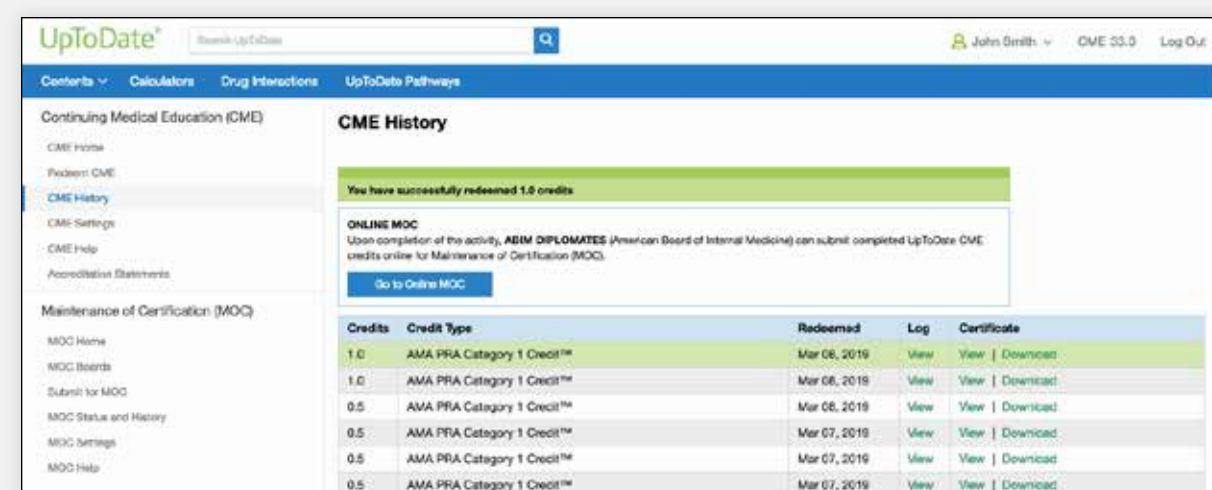 UpToDate®
Search UpToDate
John Smith
CME 33.0
Log Out
Contents
Calculators
Drug Interactions
UpToDate Pathways
Continuing Medical Education (CME)
CME Home
Redeem CME
CME History
CME Settings
CME Help
Accreditation Statements
Maintenance of Certification (MOC)
MOC Home
MOC Boards
Submit for MOC
MOC Status and History
MOC Settings
MOC Help
CME History
You have successfully redeemed 1.0 credits
ONLINE MOC
Upon completion of the activity, ABIM DIPLOMATES (American Board of Internal Medicine) can submit completed UpToDate CME
credits online for Maintenance of Certification (MOC).
Go to Online MOC
Credits Credit Type Redeemed Log Certificate
1.0 AMA PRA Category 1 Credit™ Mar 08, 2019 View View | Download
1.0 AMA PRA Category 1 Credit™ Mar 08, 2019 View View | Download
0.5 AMA PRA Category 1 Credit™ Mar 08, 2019 View View | Download
0.5 AMA PRA Category 1 Credit™ Mar 07, 2019 View View | Download
0.5 AMA PRA Category 1 Credit™ Mar 07, 2019 View View | Download
0.5 AMA PRA Category 1 Credit™ Mar 07, 2019 View View | Download